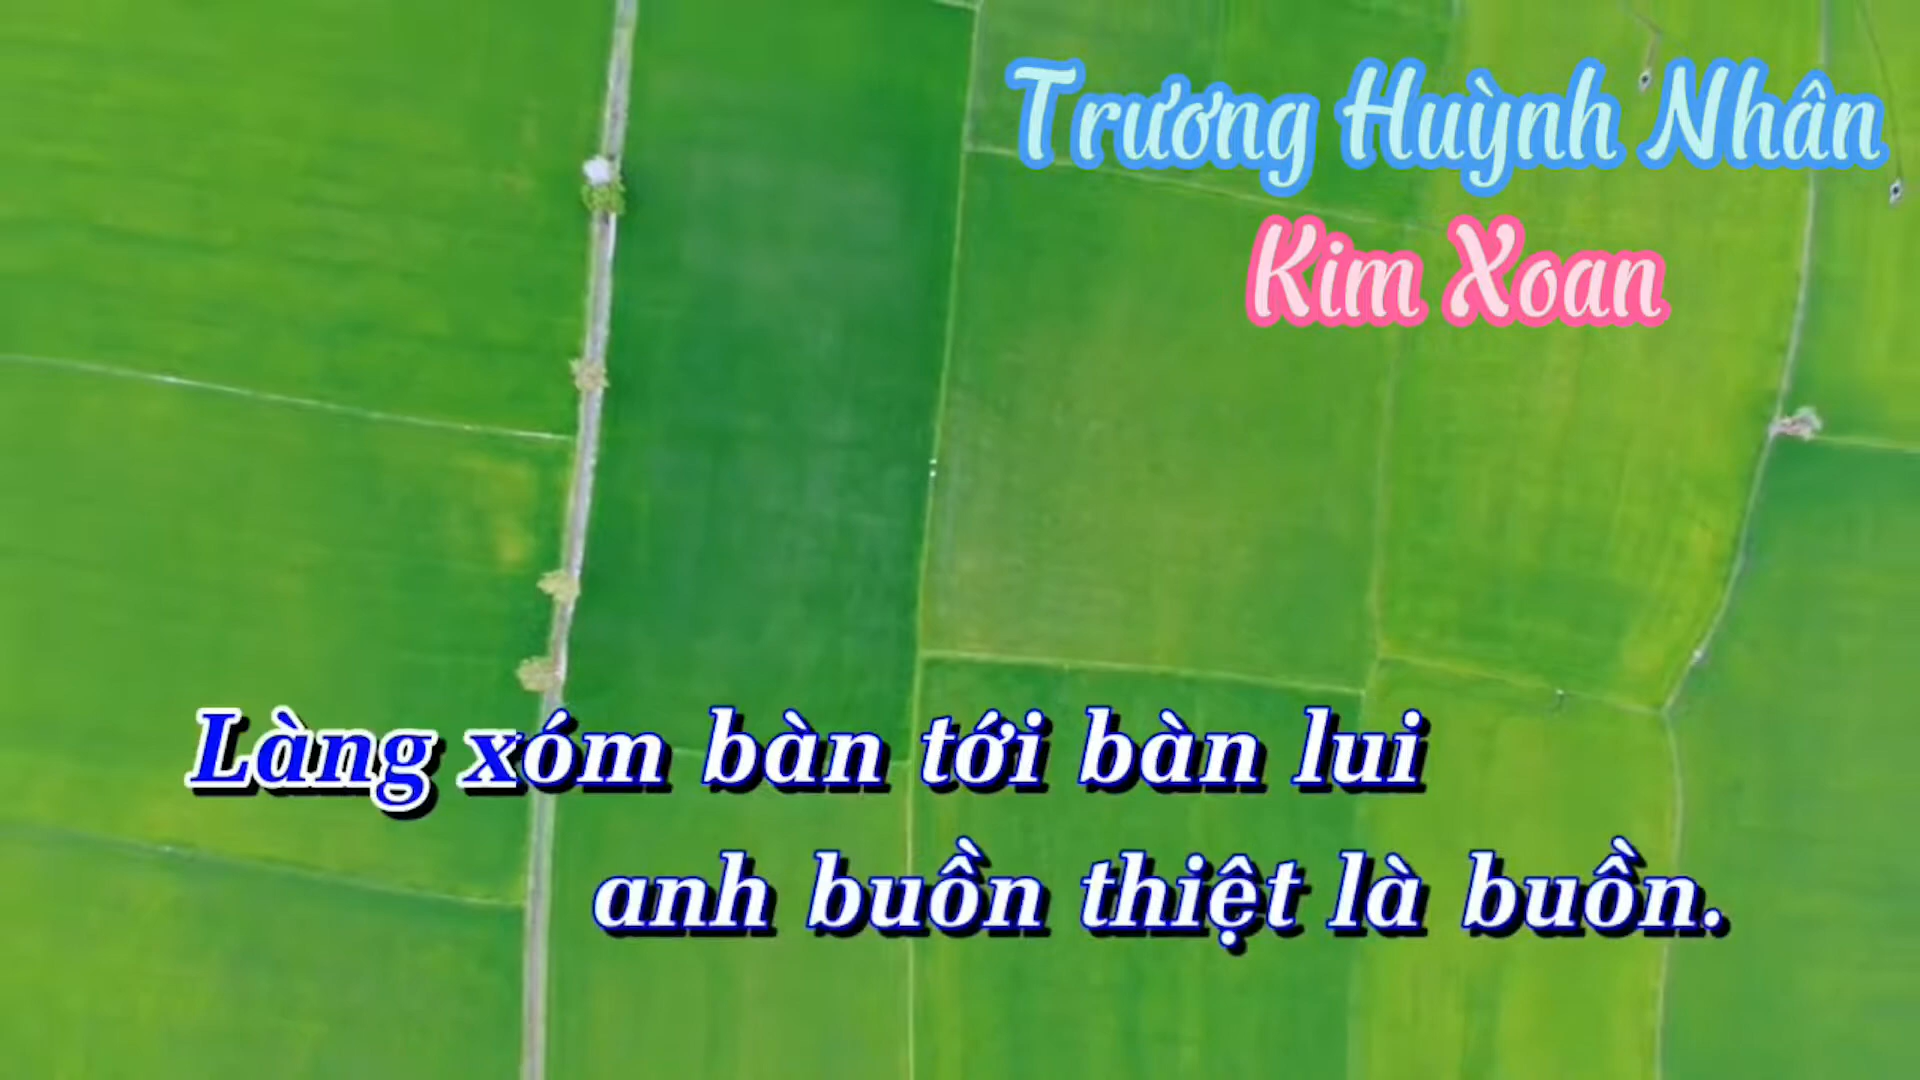 Trương Huỳnh Nhân
Kim Xoan
Làng xóm bàn tới bàn lui
anh buồn thiệt là buồn.